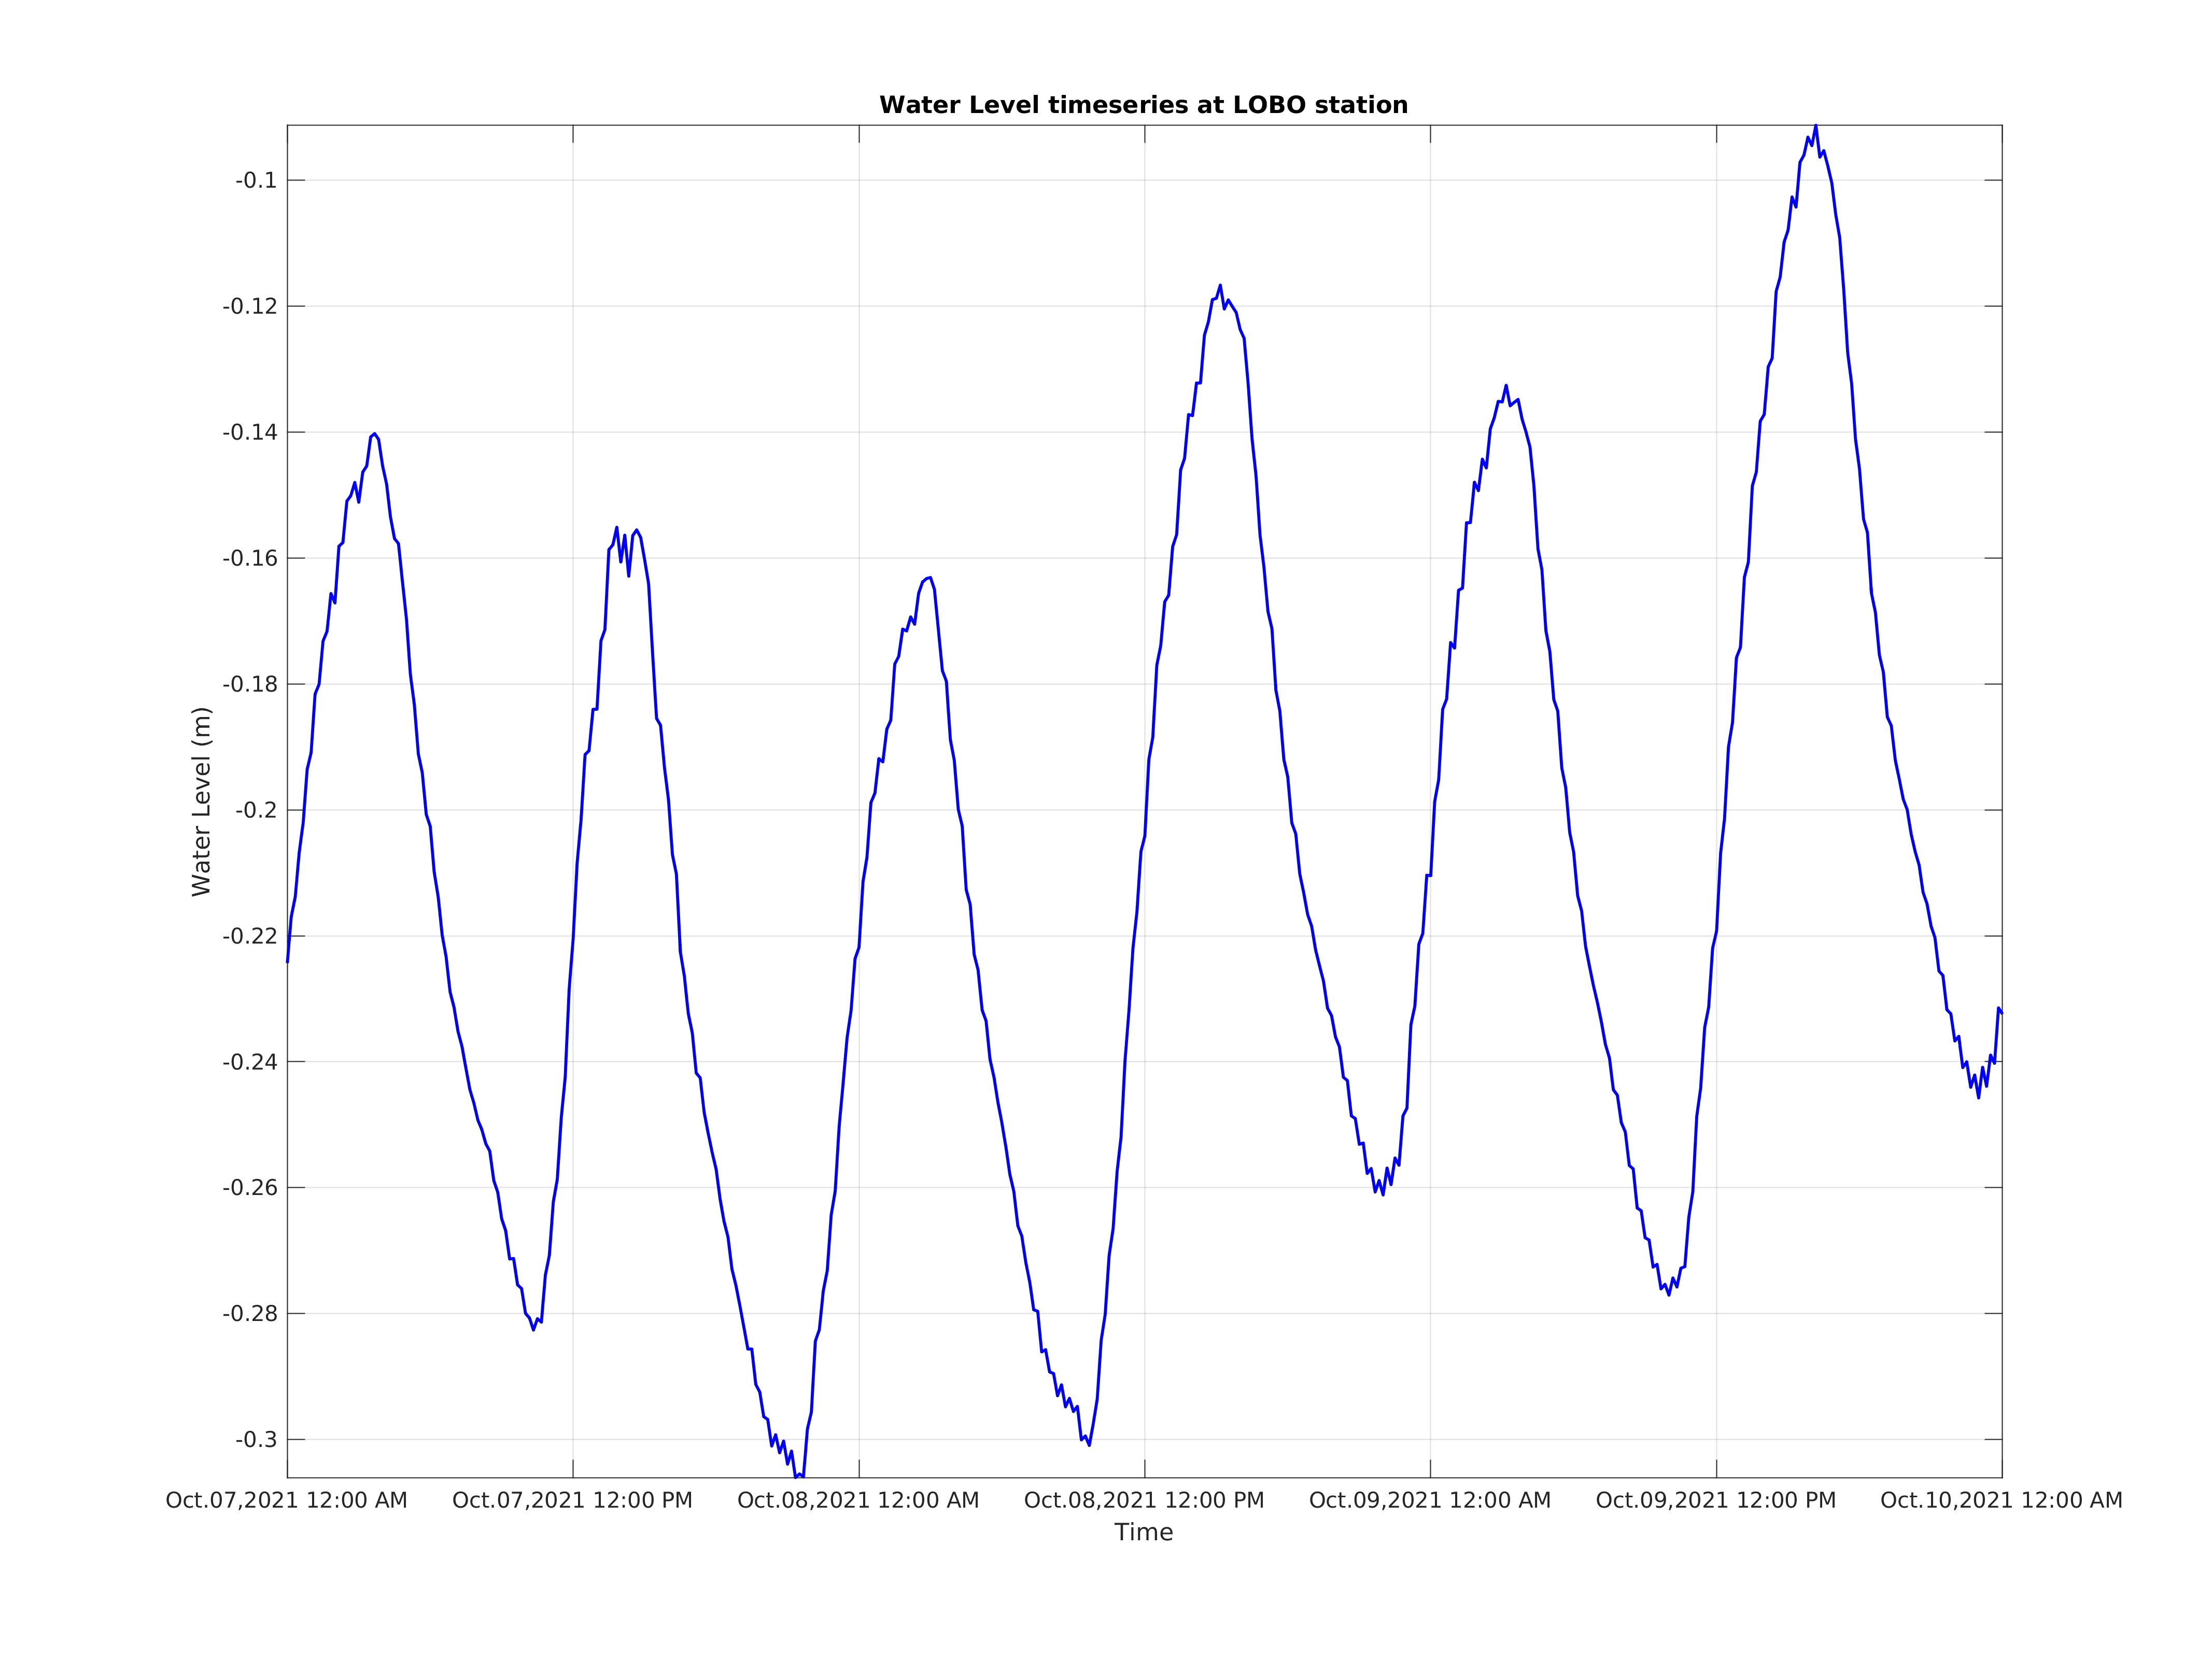 Water Level timeseries at LOBO station
-0.1
-0.12
-0.14
-0.16
-0.18
-0.2
-0.22
-0.24
-0.26
-0.28
-0.3
Water Level (m)
Oct.07,2021 12:00 AM
Oct.07,2021 12:00 PM
Oct.08,2021 12:00 AM
Oct.08,2021 12:00 PM
Oct.09,2021 12:00 AM
Oct.09,2021 12:00 PM
Oct.10,2021 12:00 AM
Time